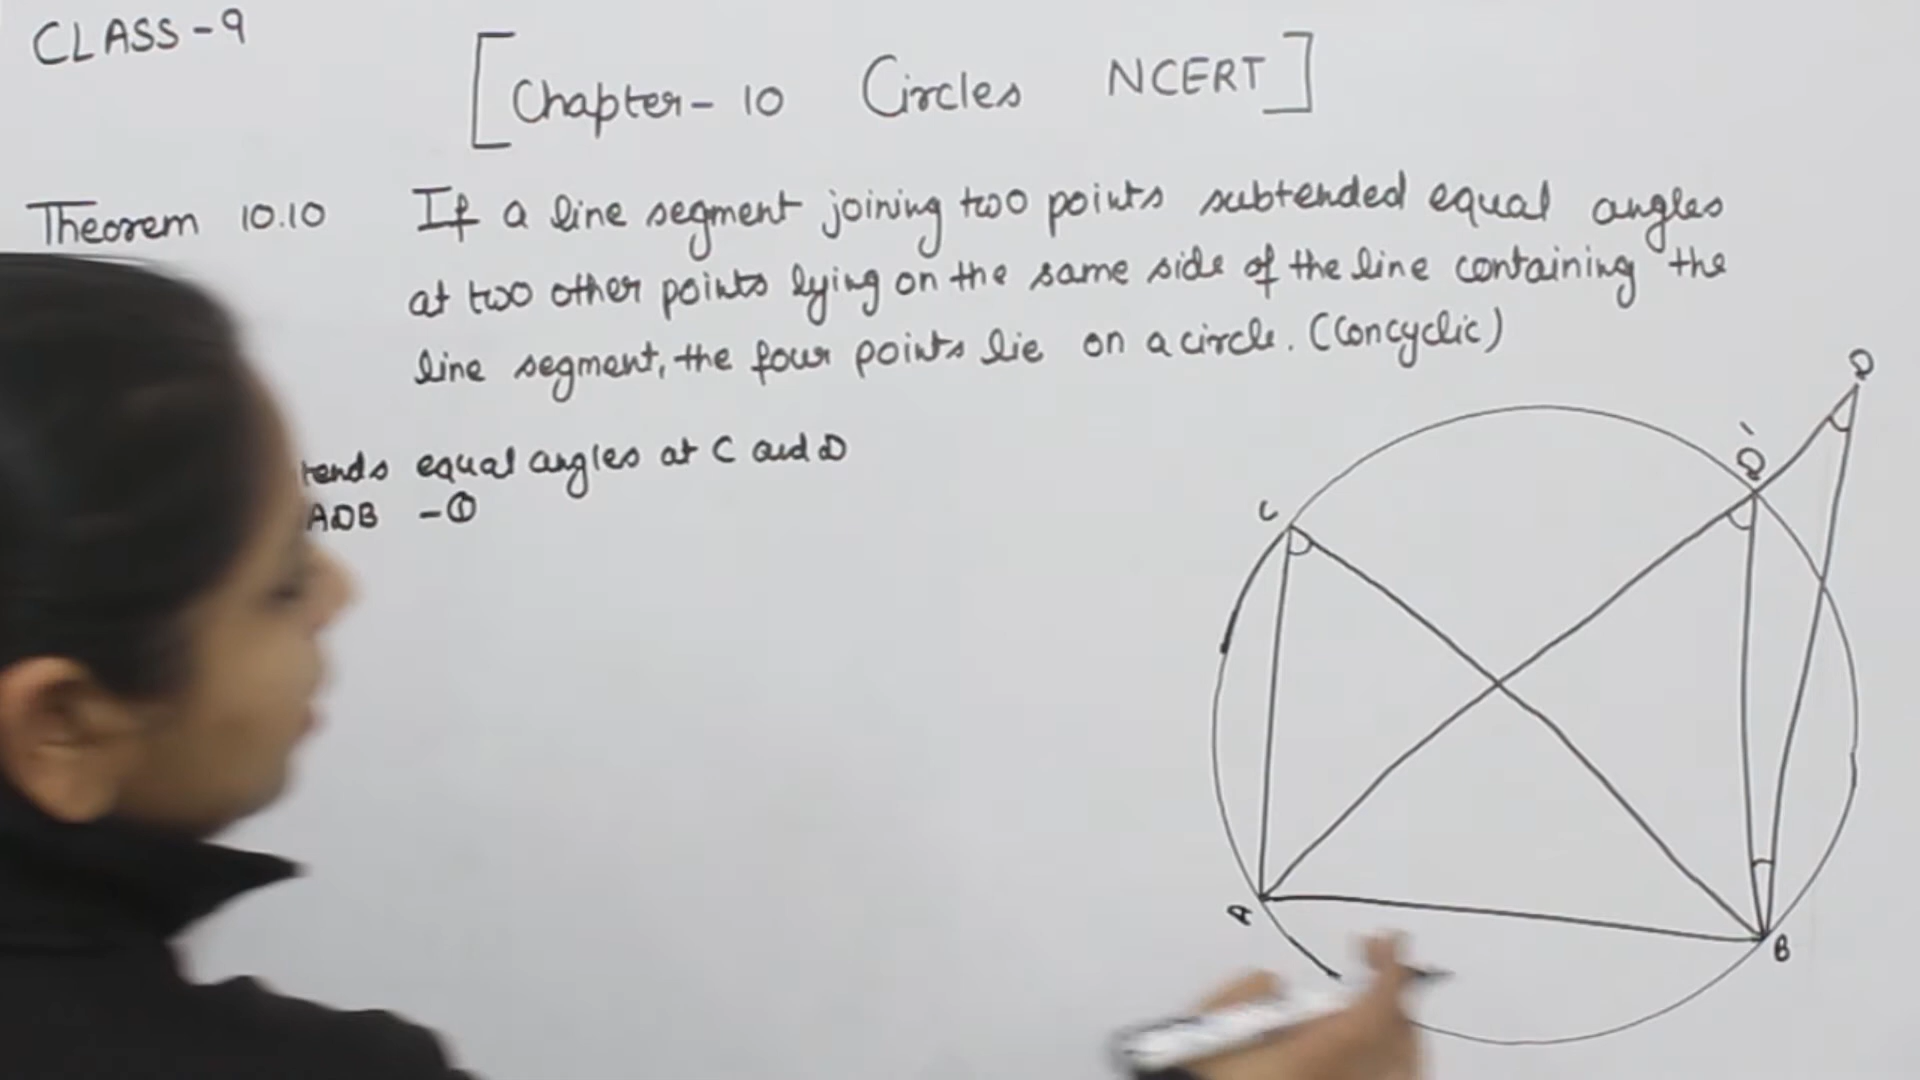 CLASS-9
[Chapter-10 Circles NCERT]
Theorem 10.10 If a line segment joining two points subtended equal angles
at two other points lying on the same side of the line containing the
line segment, the four points lie on a circle. (Concyclic)
tends equal angles at C and D
ADB -①
D
D'
C
A
B